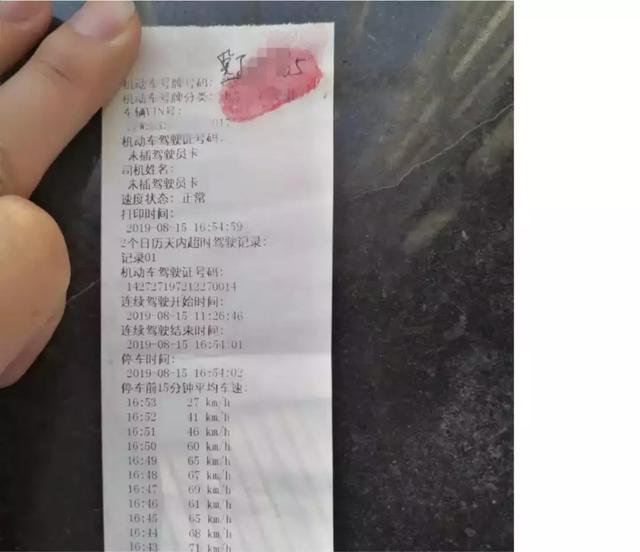 冀J 5
机动车号牌号码:
机动车号牌分类:
车辆VIN号:
机动车驾驶证号码:
未插驾驶员卡
司机姓名:
未插驾驶员卡
速度状态: 正常
打印时间:
2019-08-15 16:54:59
2个日历天内超时驾驶记录:
记录01
机动车驾驶证号码:
142727197212270014
连续驾驶开始时间:
2019-08-15 11:26:46
连续驾驶结束时间:
2019-08-15 16:54:01
停车时间:
2019-08-15 16:54:02
停车前15分钟平均车速:
16:53 27 km/h
16:52 41 km/h
16:51 46 km/h
16:50 60 km/h
16:49 65 km/h
16:48 67 km/h
16:47 69 km/h
16:46 61 km/h
16:45 65 km/h
16:44 68 km/h
16:43 71 km/h